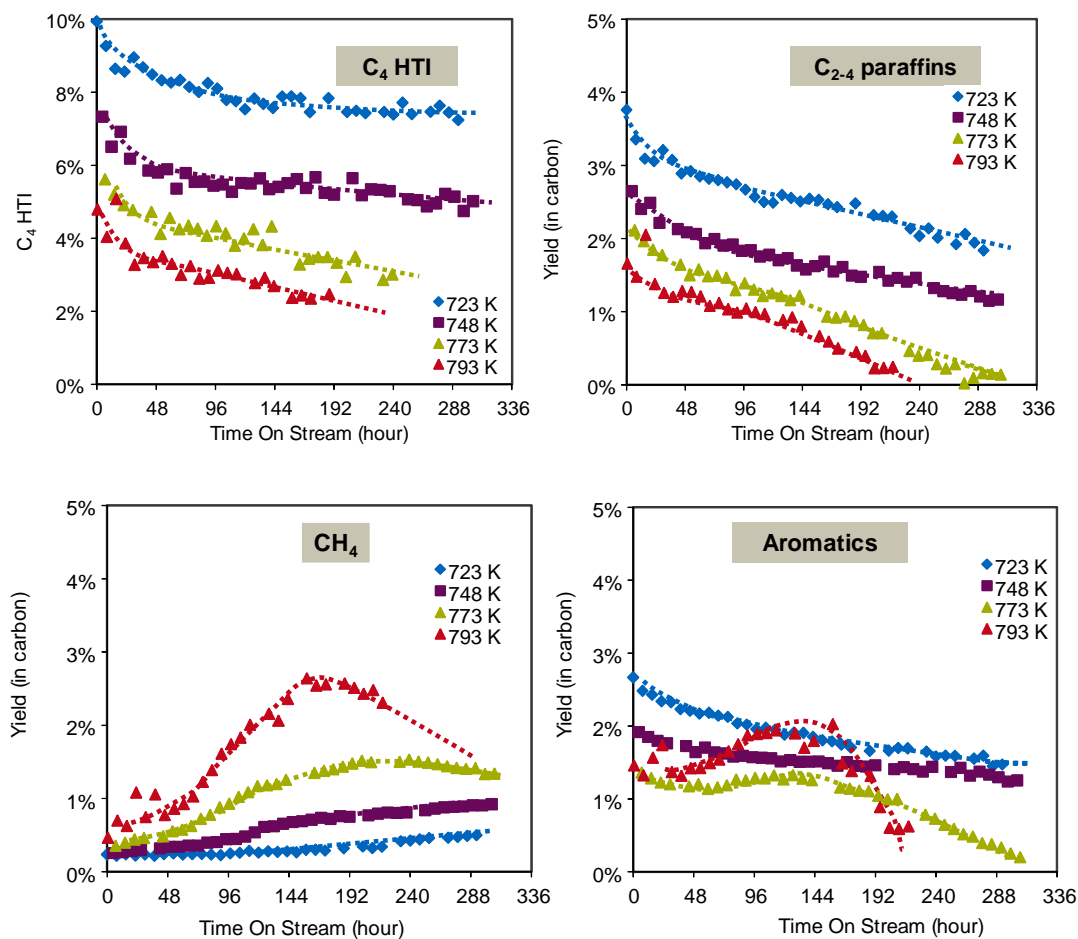 C4 HTI
10%
8%
6%
4%
2%
0%
C4 HTI
723 K
748 K
773 K
793 K
0 48 96 144 192 240 288 336
Time On Stream (hour)
C2-4 paraffins
5%
4%
3%
2%
1%
0%
Yield (in carbon)
723 K
748 K
773 K
793 K
0 48 96 144 192 240 288 336
Time On Stream (hour)
CH4
5%
4%
3%
2%
1%
0%
Yield (in carbon)
723 K
748 K
773 K
793 K
0 48 96 144 192 240 288 336
Time On Stream (hour)
Aromatics
5%
4%
3%
2%
1%
0%
Yield (in carbon)
723 K
748 K
773 K
793 K
0 48 96 144 192 240 288 336
Time On Stream (hour)